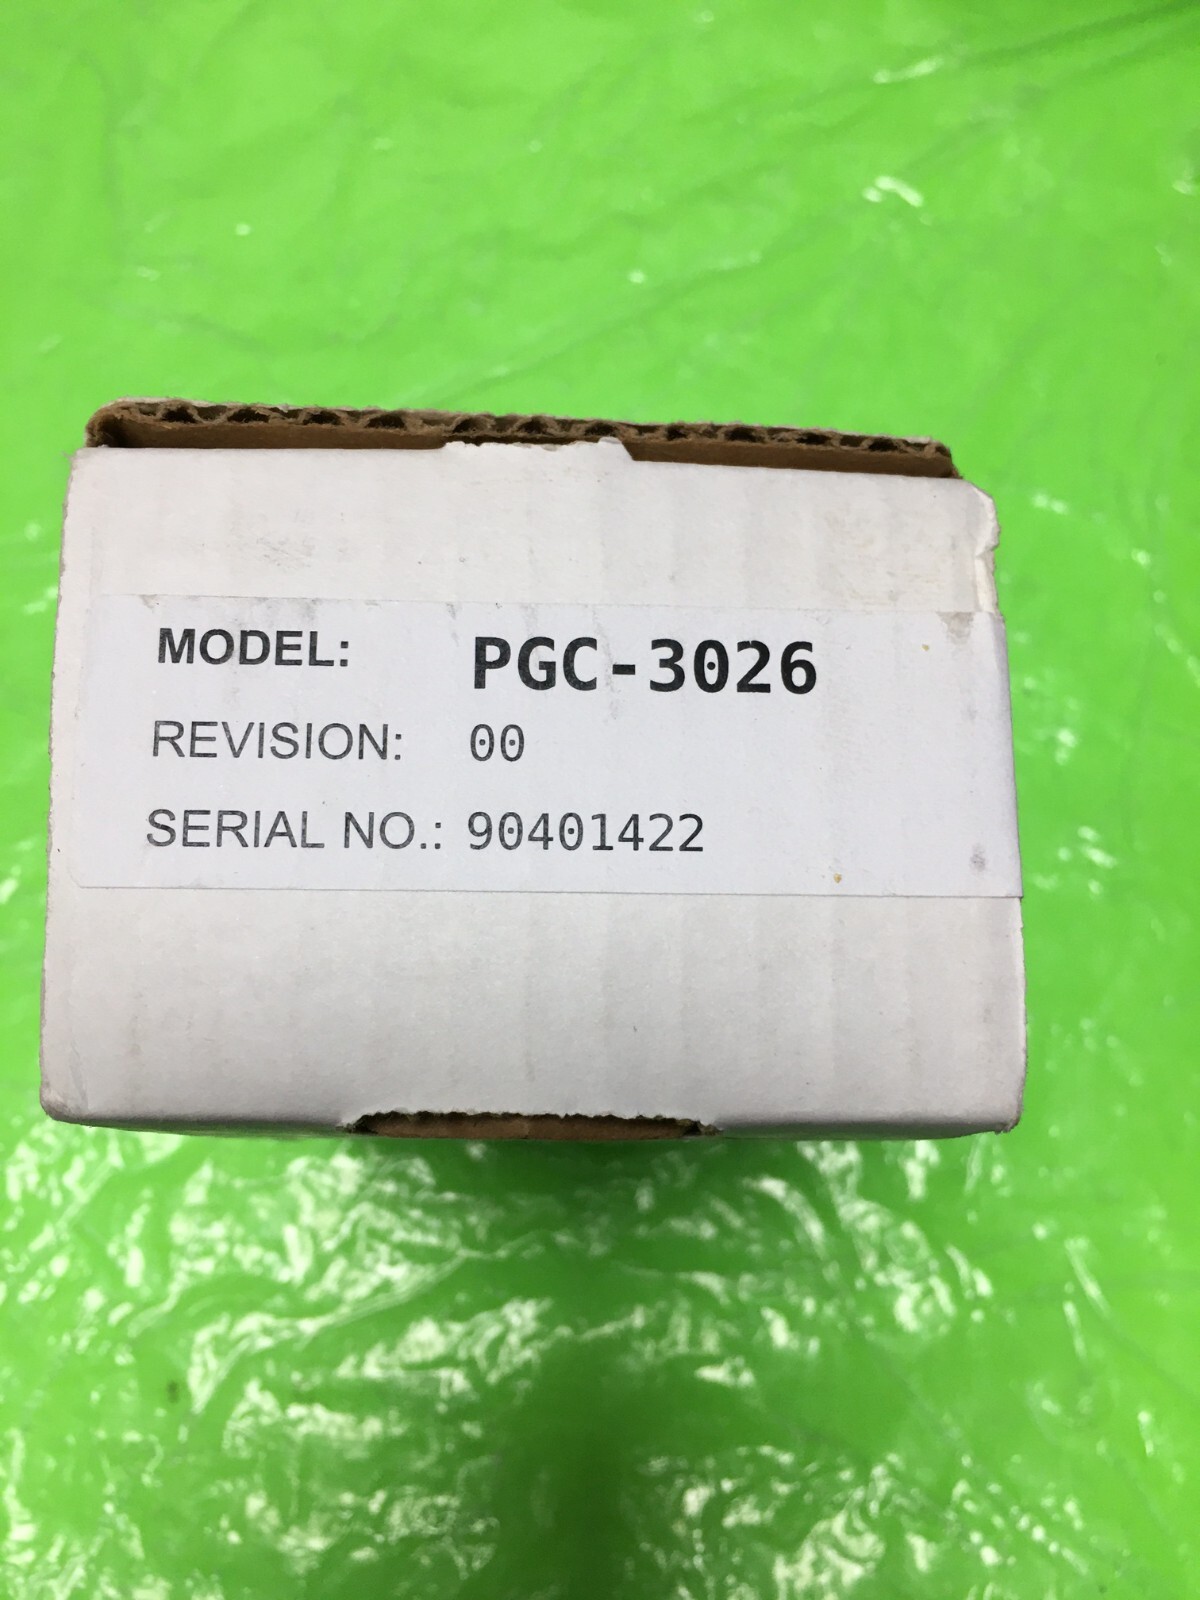 MODEL: PGC-3026
REVISION: 00
SERIAL NO.: 90401422